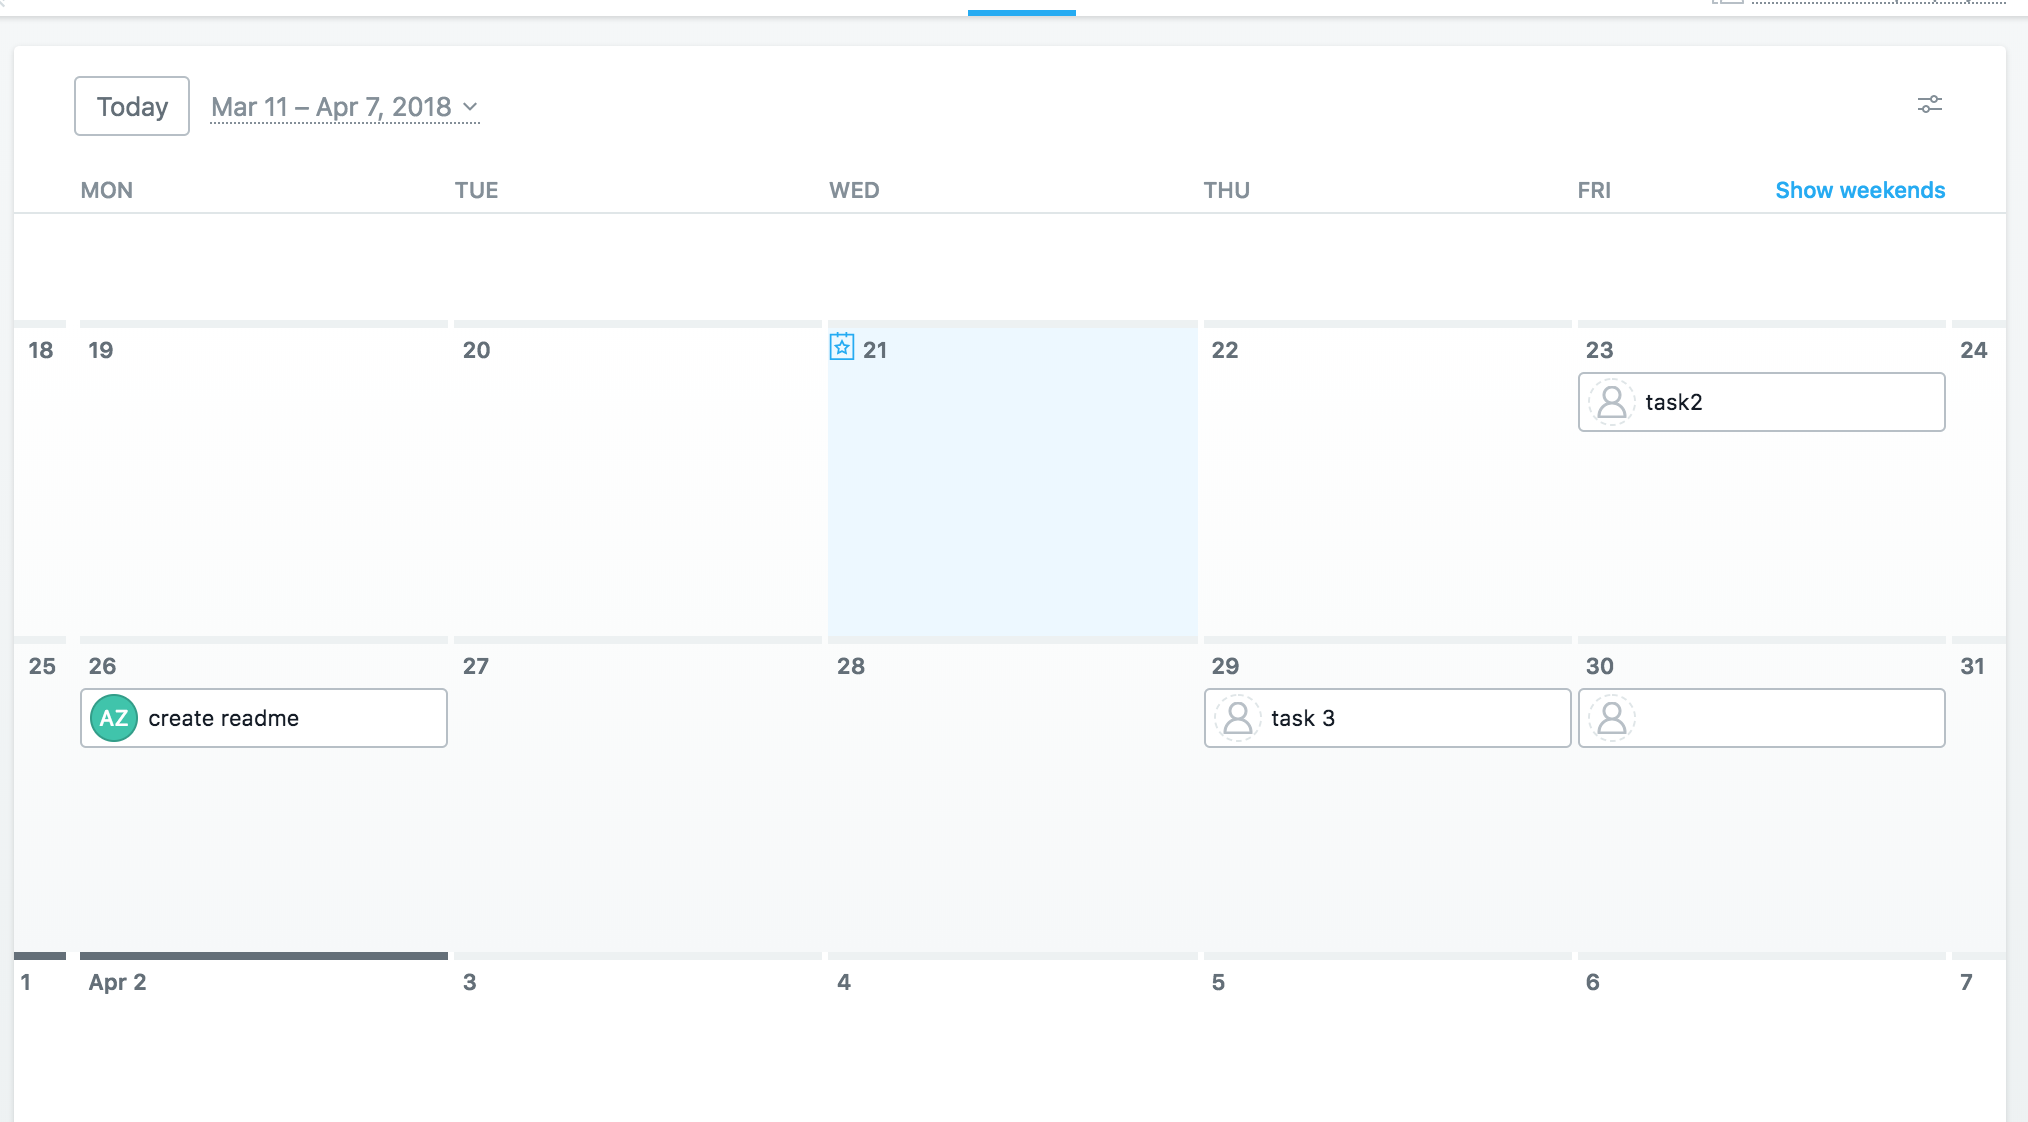 Today Mar 11 – Apr 7, 2018
MON TUE WED THU FRI Show weekends
18 19 20 21 22 23 24
task2
25 26 27 28 29 30 31
AZ create readme task 3
1 Apr 2 3 4 5 6 7